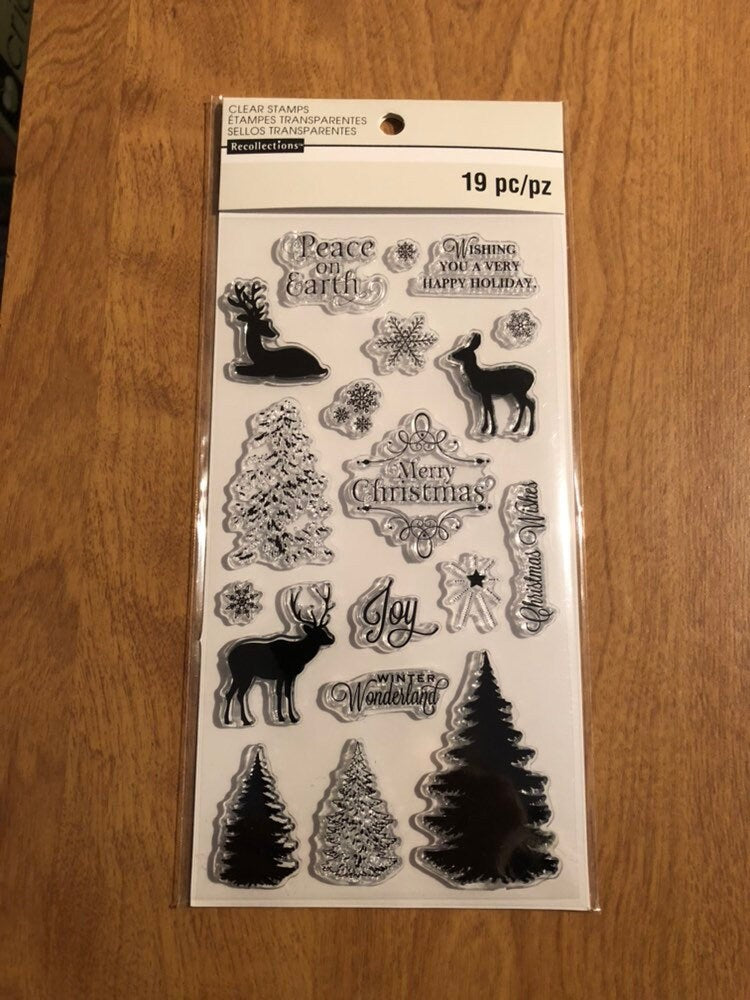 CLEAR STAMPS
ÉTAMPES TRANSPARENTES
SELLOS TRANSPARENTES
Recollections™
19 pc/pz
Peace
on
Earth
WISHING
YOU A VERY
HAPPY HOLIDAY.
Merry
Christmas
Christmas Wishes
Joy
WINTER
Wonderland